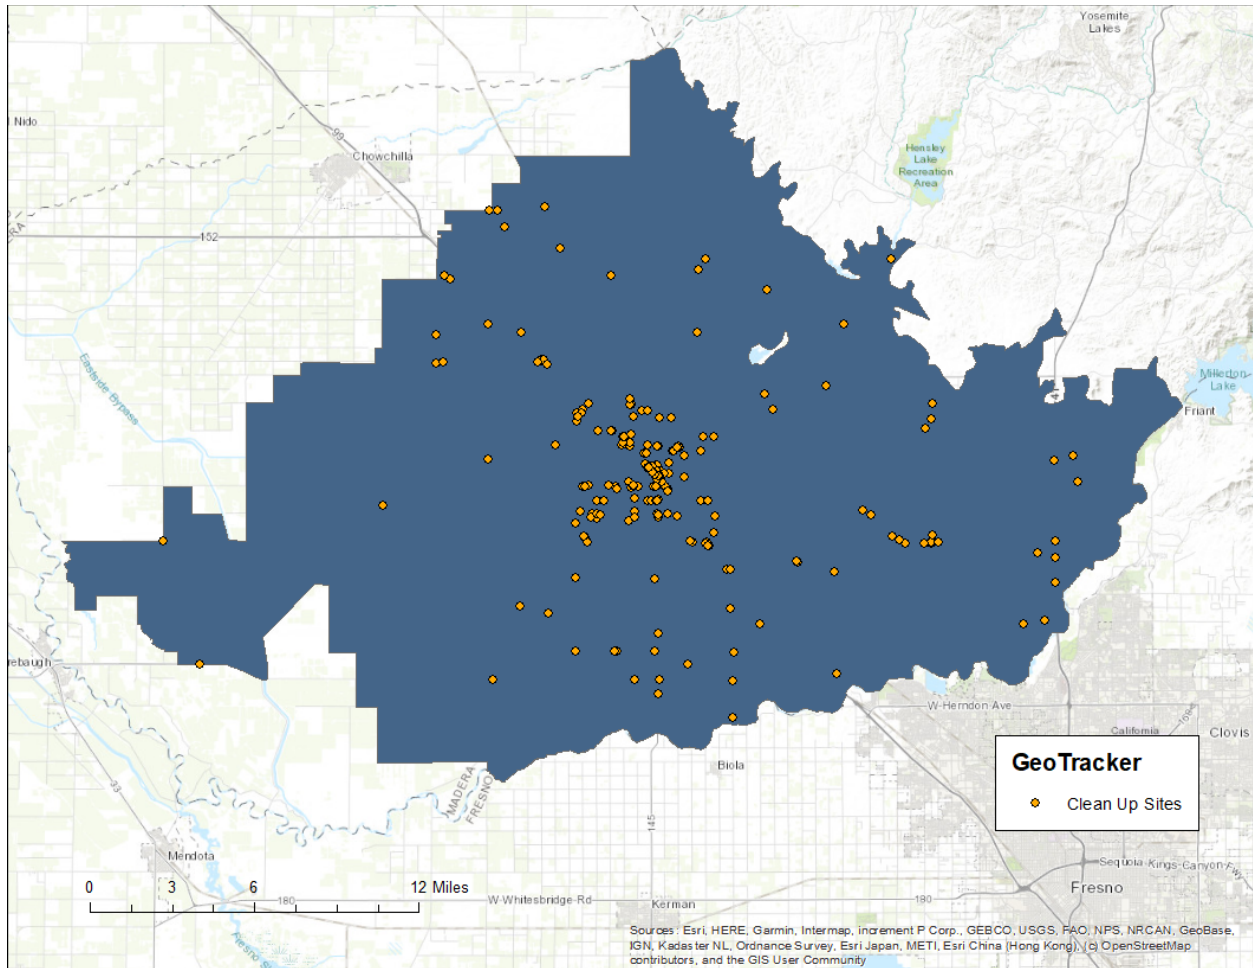 Yosemite
Lakes
Nido
99
Chowchilla
Hensley
Lake
Recreation
Area
152
Eastside Bypass
41
Millerton
Lake
Friant
rebaugh
W Herndon Ave
168
California
Clovis
Biola
GeoTracker
Clean Up Sites
MADERA
FRESNO
33
145
Mendota
0 3 6 12 Miles
Sequoia-Kings-Canyon-Fwy
Fresno
180
W Whitesbridge Rd
180
Kerman
Sources: Esri, HERE, Garmin, Intermap, increment P Corp., GEBCO, USGS, FAO, NPS, NRCAN, GeoBase,
IGN, Kadaster NL, Ordnance Survey, Esri Japan, METI, Esri China (Hong Kong), (c) OpenStreetMap
contributors, and the GIS User Community